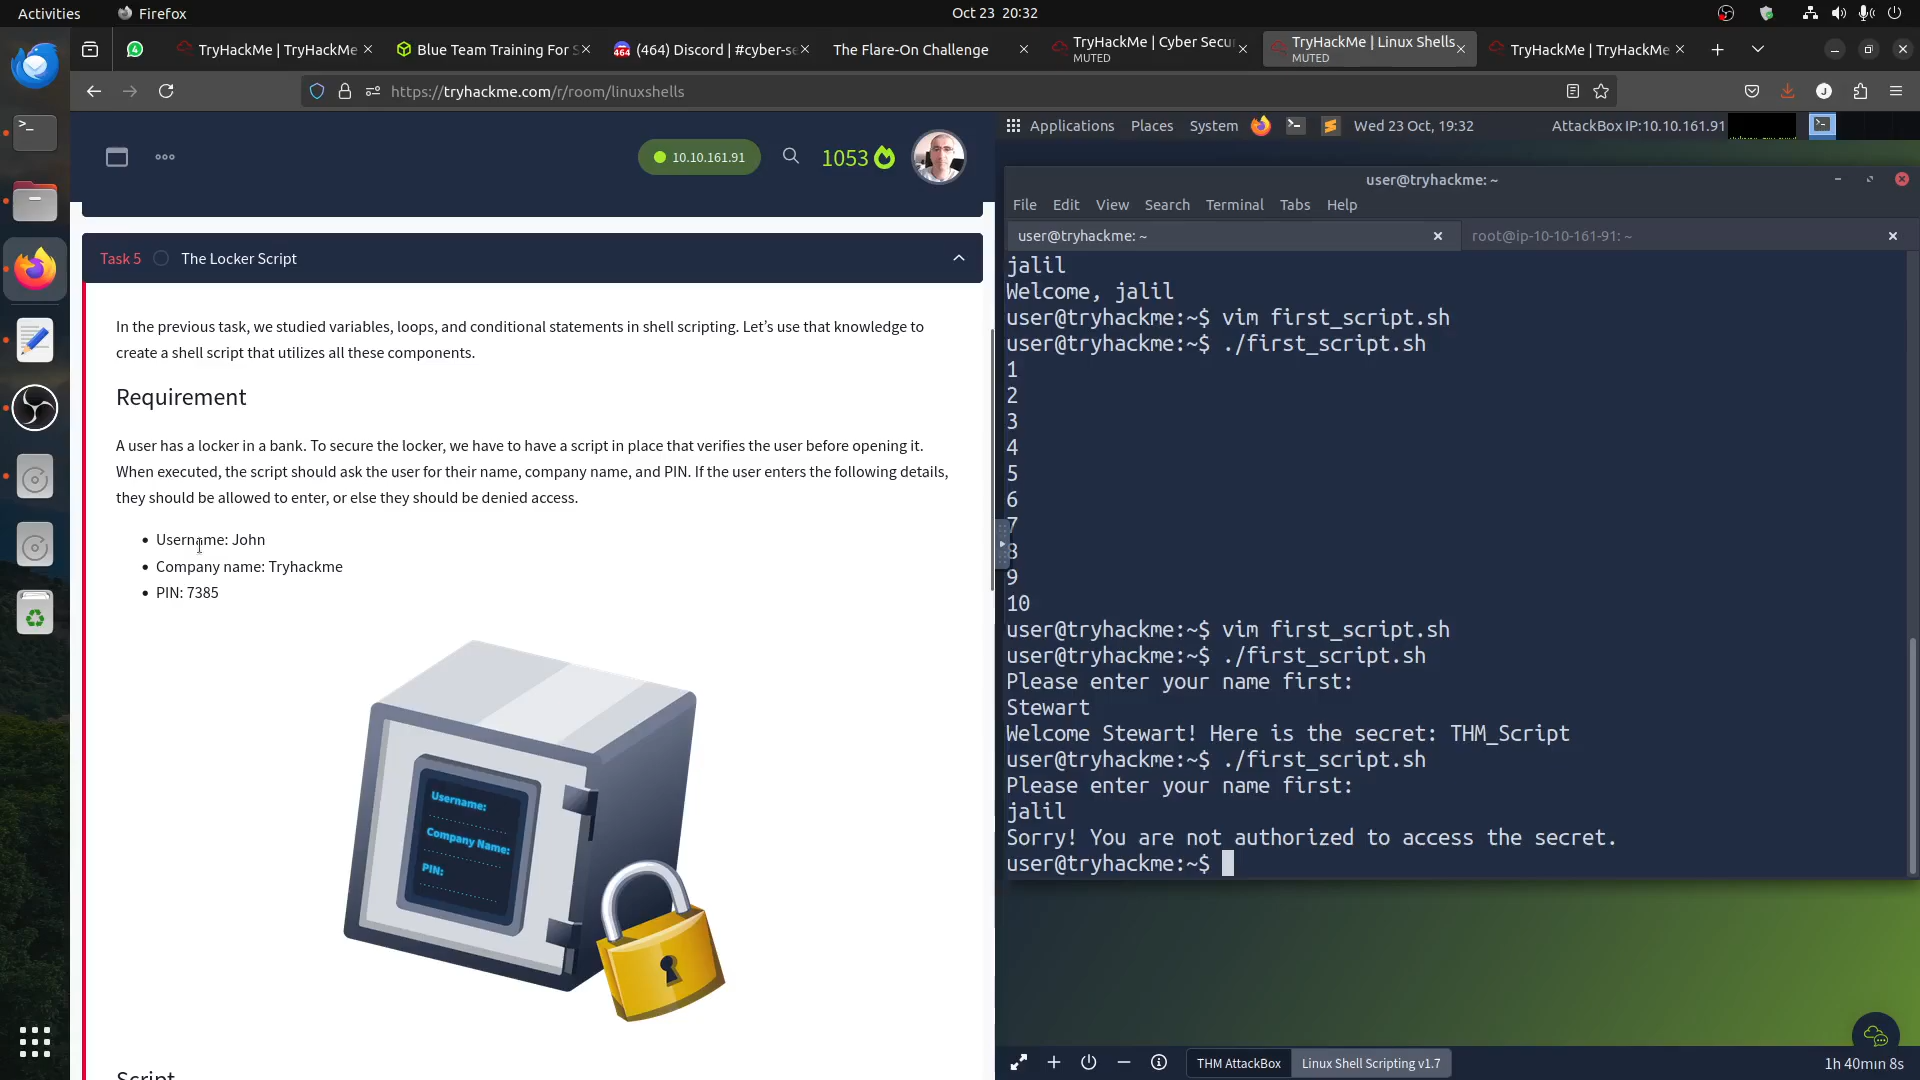 Activities
Firefox
Oct 23 20:32
TryHackMe | TryHackMe
Blue Team Training For S
(464) Discord | #cyber-se
The Flare-On Challenge
TryHackMe | Cyber Secu
MUTED
TryHackMe | Linux Shells
MUTED
TryHackMe | TryHackMe
https://tryhackme.com/r/room/linuxshells
10.10.161.91
1053
Task 5
The Locker Script
In the previous task, we studied variables, loops, and conditional statements in shell scripting. Let’s use that knowledge to
create a shell script that utilizes all these components.
Requirement
A user has a locker in a bank. To secure the locker, we have to have a script in place that verifies the user before opening it.
When executed, the script should ask the user for their name, company name, and PIN. If the user enters the following details,
they should be allowed to enter, or else they should be denied access.
• Username: John
• Company name: Tryhackme
• PIN: 7385
Username:
Company Name:
PIN:
Script
Applications Places System
Wed 23 Oct, 19:32
AttackBox IP:10.10.161.91
user@tryhackme: ~
File Edit View Search Terminal Tabs Help
user@tryhackme: ~
root@ip-10-10-161-91: ~
jalil
Welcome, jalil
user@tryhackme:~$ vim first_script.sh
user@tryhackme:~$ ./first_script.sh
1
2
3
4
5
6
7
8
9
10
user@tryhackme:~$ vim first_script.sh
user@tryhackme:~$ ./first_script.sh
Please enter your name first:
Stewart
Welcome Stewart! Here is the secret: THM_Script
user@tryhackme:~$ ./first_script.sh
Please enter your name first:
jalil
Sorry! You are not authorized to access the secret.
user@tryhackme:~$
THM AttackBox
Linux Shell Scripting v1.7
1h 40min 8s